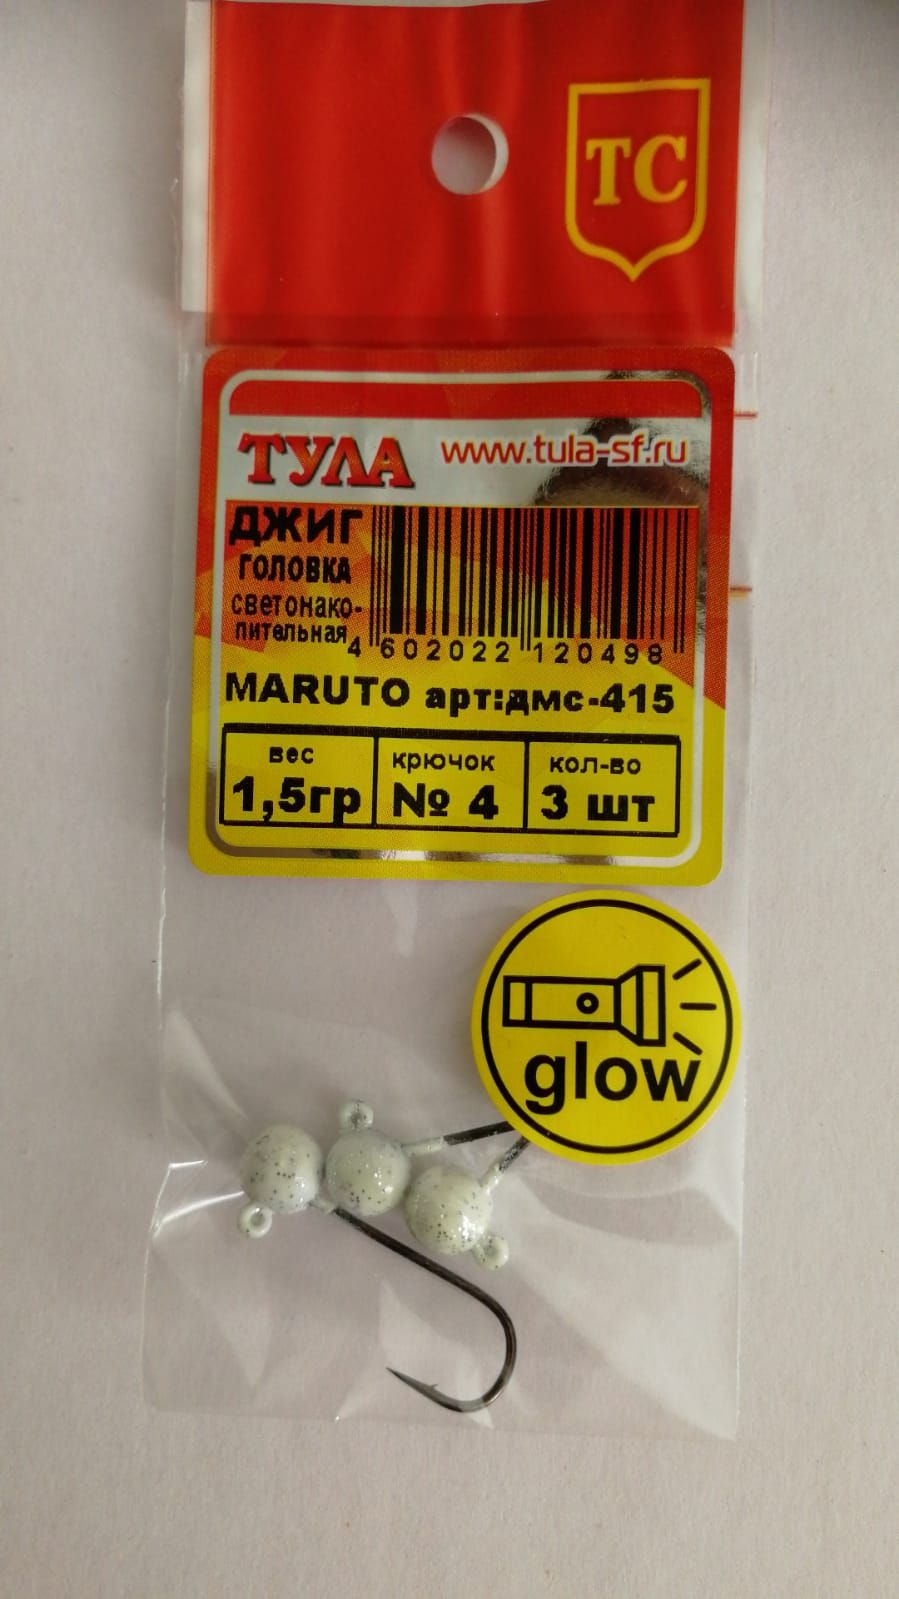 ТС
ТУЛА www.tula-sf.ru
ДЖИГ
ГОЛОВКА
светонако-
пительная
4 602022 120498
MARUTO арт:дмс-415
вес крючок кол-во
1,5гр № 4 3 шт
glow